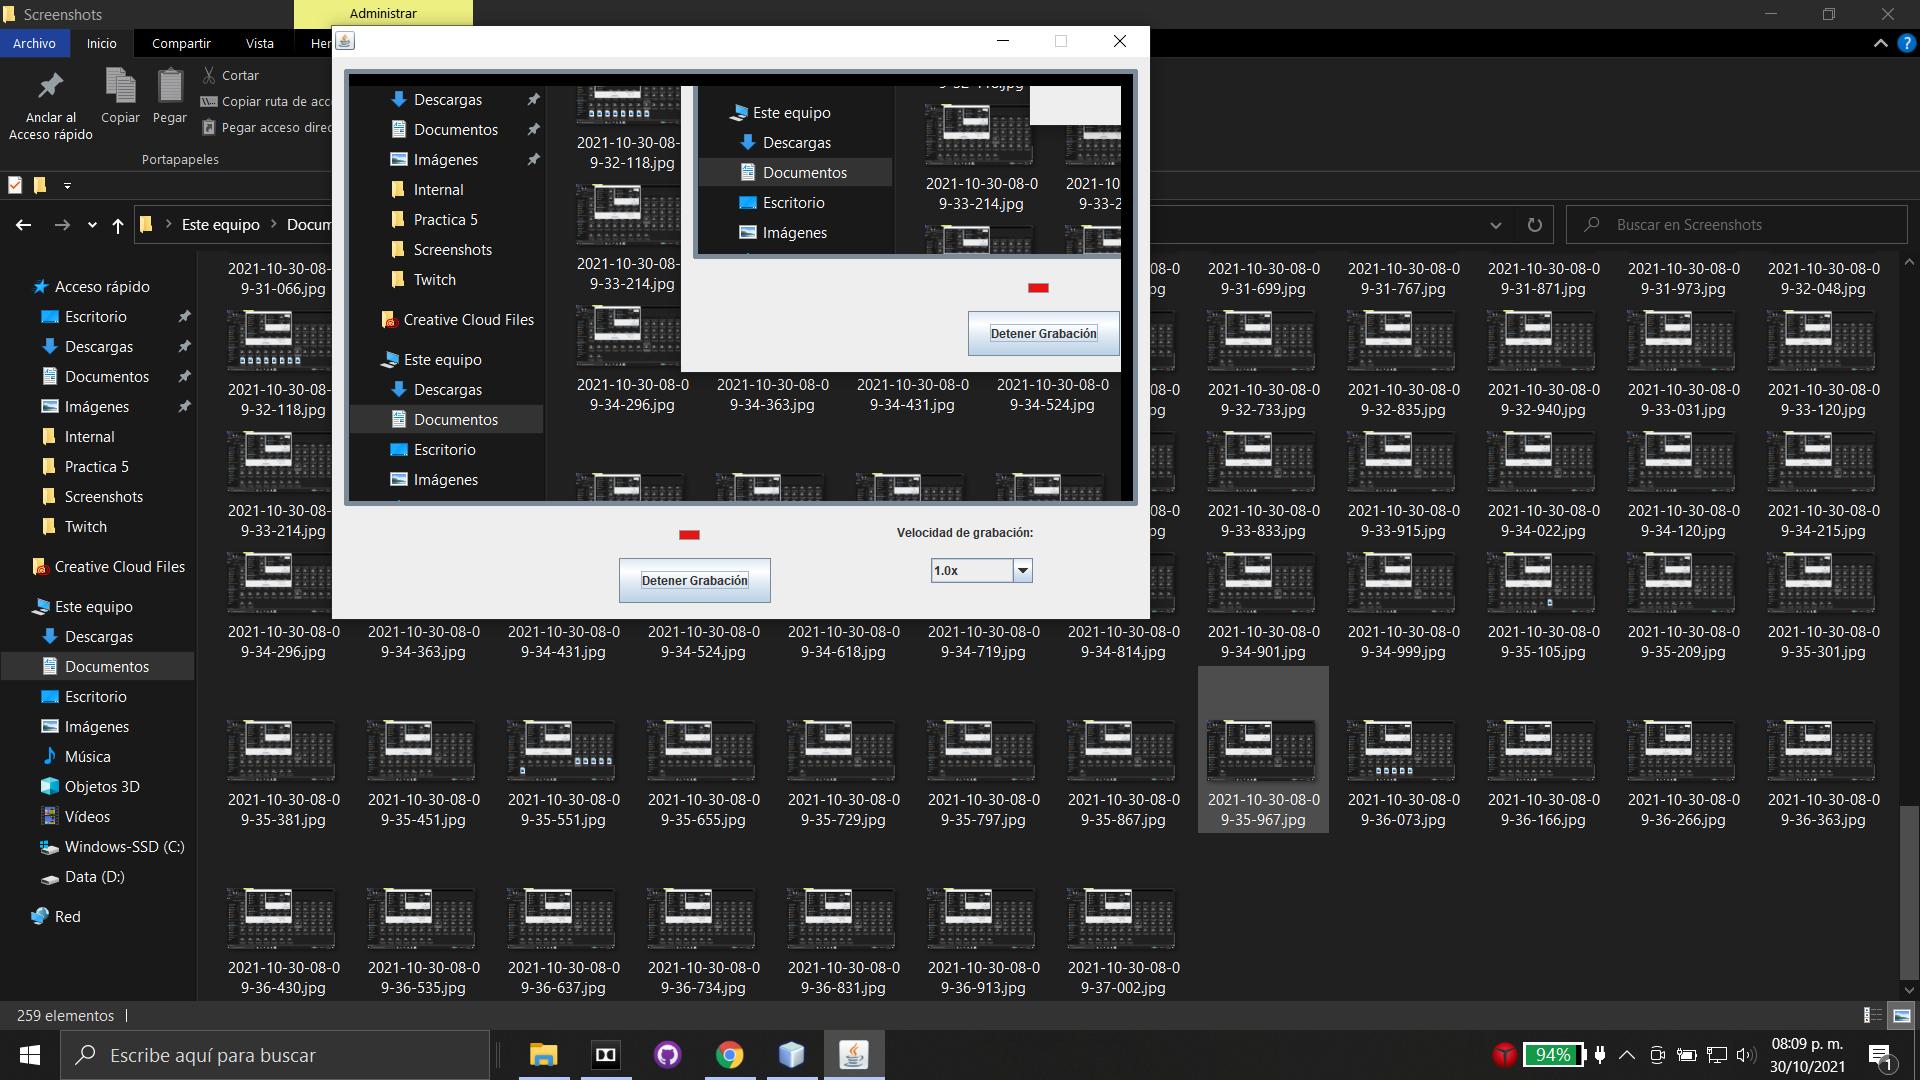 Screenshots
Administrar
Archivo
Inicio
Compartir
Vista
Her
Anclar al
Acceso rápido
Copiar
Pegar
Cortar
Copiar ruta de acc
Pegar acceso direc
Portapapeles
Este equipo
Docum
Buscar en Screenshots
Acceso rápido
Escritorio
Descargas
Documentos
Imágenes
Internal
Practica 5
Screenshots
Twitch
Creative Cloud Files
Este equipo
Descargas
Documentos
Escritorio
Imágenes
Música
Objetos 3D
Vídeos
Windows-SSD (C:)
Data (D:)
Red
Descargas
Documentos
Imágenes
Internal
Practica 5
Screenshots
Twitch
Creative Cloud Files
Este equipo
Descargas
Documentos
Escritorio
Imágenes
2021-10-30-08-
9-32-118.jpg
2021-10-30-08-
9-33-214.jpg
2021-10-30-08-0 2021-10-30-08-0 2021-10-30-08-0 2021-10-30-08-0
9-34-296.jpg 9-34-363.jpg 9-34-431.jpg 9-34-524.jpg
Este equipo
Descargas
Documentos
Escritorio
Imágenes
2021-10-30-08-0 2021-10
9-33-214.jpg 9-33-2
Detener Grabación
Detener Grabación
Velocidad de grabación:
1.0x
2021-10-30-08-0 08-0 2021-10-30-08-0 2021-10-30-08-0 2021-10-30-08-0 2021-10-30-08-0 2021-10-30-08-0
9-31-066.jpg pg 9-31-699.jpg 9-31-767.jpg 9-31-871.jpg 9-31-973.jpg 9-32-048.jpg
2021-10-30-08- 08-0 2021-10-30-08-0 2021-10-30-08-0 2021-10-30-08-0 2021-10-30-08-0 2021-10-30-08-0
9-32-118.jpg pg 9-32-733.jpg 9-32-835.jpg 9-32-940.jpg 9-33-031.jpg 9-33-120.jpg
2021-10-30-08- 08-0 2021-10-30-08-0 2021-10-30-08-0 2021-10-30-08-0 2021-10-30-08-0 2021-10-30-08-0
9-33-214.jpg pg 9-33-833.jpg 9-33-915.jpg 9-34-022.jpg 9-34-120.jpg 9-34-215.jpg
2021-10-30-08-0 2021-10-30-08-0 2021-10-30-08-0 2021-10-30-08-0 2021-10-30-08-0 2021-10-30-08-0 2021-10-30-08-0 2021-10-30-08-0 2021-10-30-08-0 2021-10-30-08-0 2021-10-30-08-0 2021-10-30-08-0
9-34-296.jpg 9-34-363.jpg 9-34-431.jpg 9-34-524.jpg 9-34-618.jpg 9-34-719.jpg 9-34-814.jpg 9-34-901.jpg 9-34-999.jpg 9-35-105.jpg 9-35-209.jpg 9-35-301.jpg
2021-10-30-08-0 2021-10-30-08-0 2021-10-30-08-0 2021-10-30-08-0 2021-10-30-08-0 2021-10-30-08-0 2021-10-30-08-0 2021-10-30-08-0 2021-10-30-08-0 2021-10-30-08-0 2021-10-30-08-0 2021-10-30-08-0
9-35-381.jpg 9-35-451.jpg 9-35-551.jpg 9-35-655.jpg 9-35-729.jpg 9-35-797.jpg 9-35-867.jpg 9-35-967.jpg 9-36-073.jpg 9-36-166.jpg 9-36-266.jpg 9-36-363.jpg
2021-10-30-08-0 2021-10-30-08-0 2021-10-30-08-0 2021-10-30-08-0 2021-10-30-08-0 2021-10-30-08-0 2021-10-30-08-0
9-36-430.jpg 9-36-535.jpg 9-36-637.jpg 9-36-734.jpg 9-36-831.jpg 9-36-913.jpg 9-37-002.jpg
259 elementos
Escribe aquí para buscar
94%
08:09 p. m.
30/10/2021
1